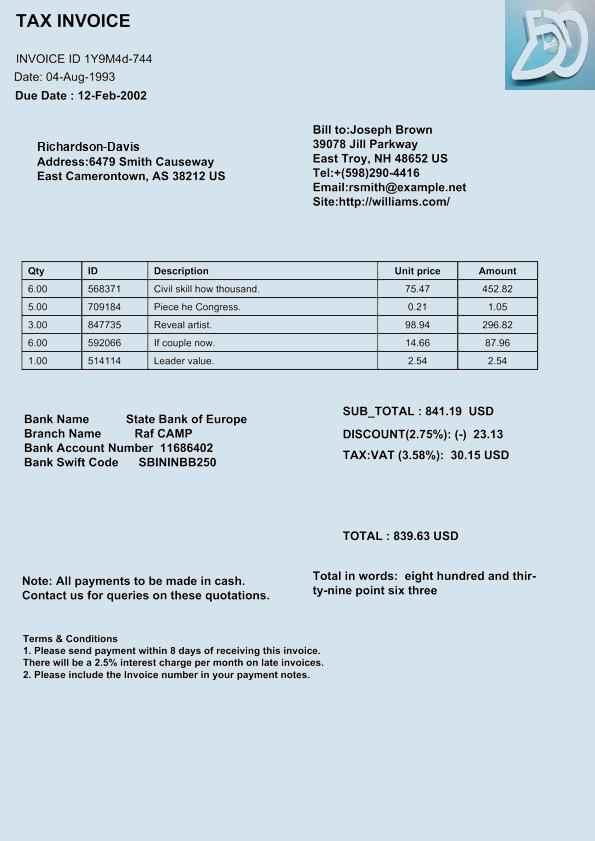 TAX INVOICE
INVOICE ID 1Y9M4d-744
Date: 04-Aug-1993
Due Date : 12-Feb-2002
Richardson-Davis
Address:6479 Smith Causeway
East Camerontown, AS 38212 US
Bill to:Joseph Brown
39078 Jill Parkway
East Troy, NH 48652 US
Tel:+(598)290-4416
Email:rsmith@example.net
Site:http://williams.com/
Qty ID Description Unit price Amount
6.00 568371 Civil skill how thousand. 75.47 452.82
5.00 709184 Piece he Congress. 0.21 1.05
3.00 847735 Reveal artist. 98.94 296.82
6.00 592066 If couple now. 14.66 87.96
1.00 514114 Leader value. 2.54 2.54
Bank Name State Bank of Europe
Branch Name Raf CAMP
Bank Account Number 11686402
Bank Swift Code SBININBB250
SUB_TOTAL : 841.19 USD
DISCOUNT(2.75%): (-) 23.13
TAX:VAT (3.58%): 30.15 USD
TOTAL : 839.63 USD
Total in words: eight hundred and thir-
ty-nine point six three
Note: All payments to be made in cash.
Contact us for queries on these quotations.
Terms & Conditions
1. Please send payment within 8 days of receiving this invoice.
There will be a 2.5% interest charge per month on late invoices.
2. Please include the Invoice number in your payment notes.